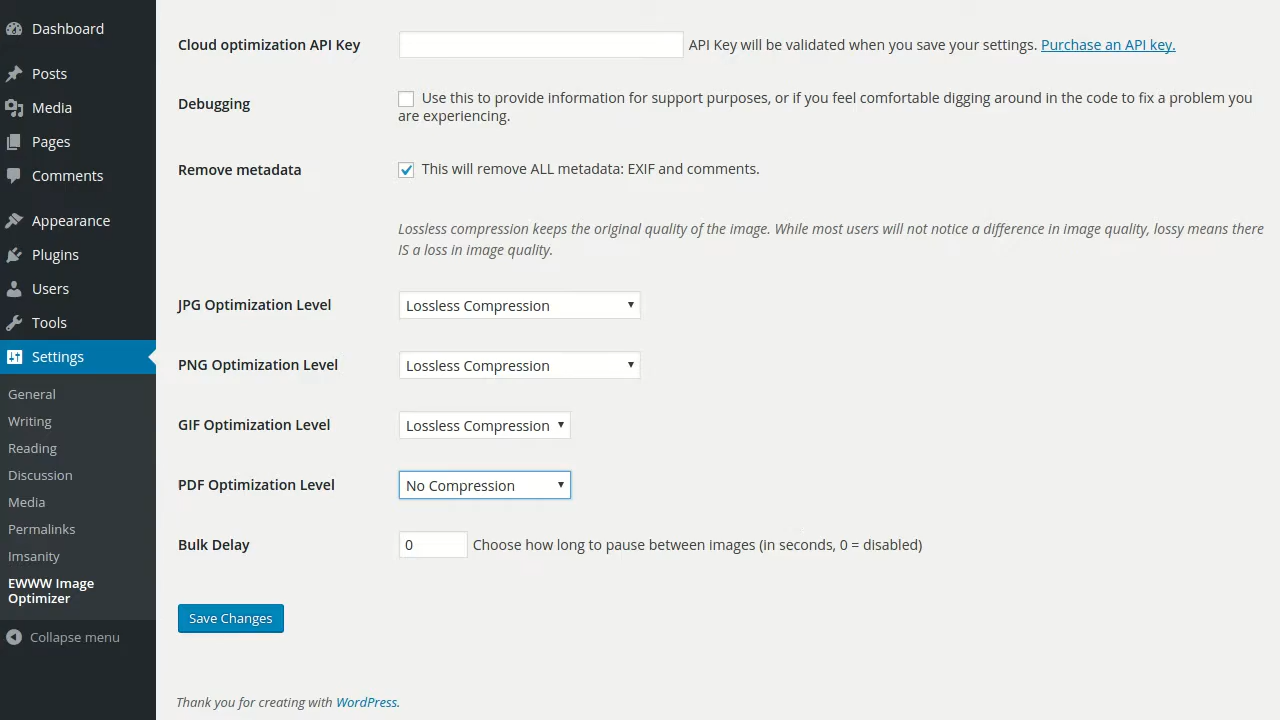 Dashboard
Posts
Media
Pages
Comments
Appearance
Plugins
Users
Tools
Settings
General
Writing
Reading
Discussion
Media
Permalinks
Imsanity
EWWW Image
Optimizer
Collapse menu
Cloud optimization API Key API Key will be validated when you save your settings. Purchase an API key.
Debugging Use this to provide information for support purposes, or if you feel comfortable digging around in the code to fix a problem you
are experiencing.
Remove metadata This will remove ALL metadata: EXIF and comments.
Lossless compression keeps the original quality of the image. While most users will not notice a difference in image quality, lossy means there
IS a loss in image quality.
JPG Optimization Level Lossless Compression
PNG Optimization Level Lossless Compression
GIF Optimization Level Lossless Compression
PDF Optimization Level No Compression
Bulk Delay 0 Choose how long to pause between images (in seconds, 0 = disabled)
Save Changes
Thank you for creating with WordPress.